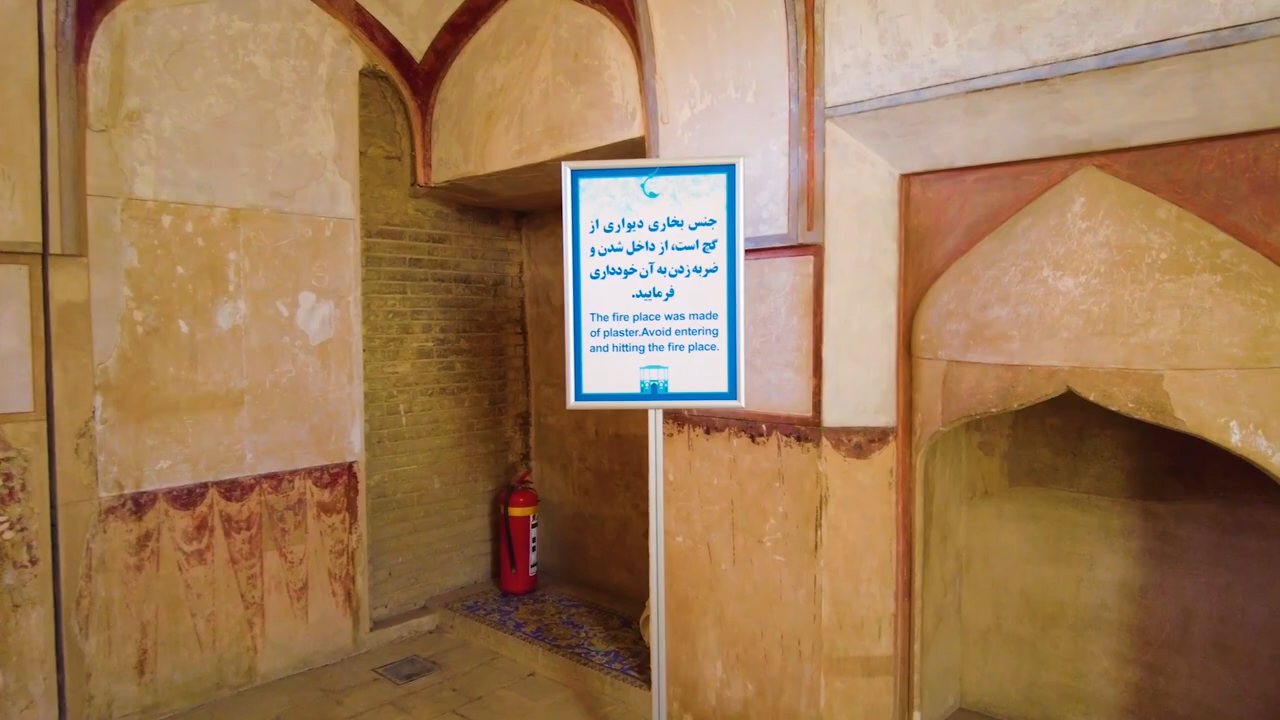 جنس بخاری دیواری از
گچ است، از داخل شدن و
ضربه زدن به آن خودداری
فرمایید.
The fire place was made
of plaster.Avoid entering
and hitting the fire place.